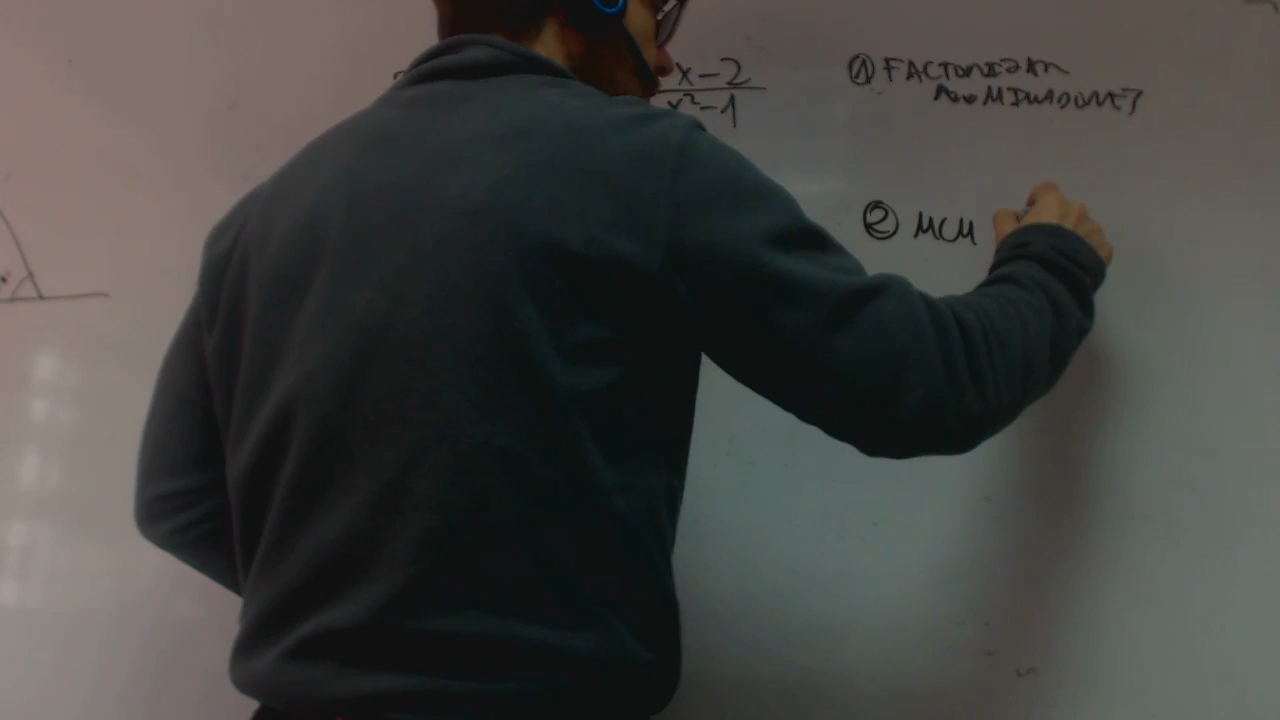 x-2
x²-1
① FACTORIZAR
DENOMINADORES
② MCM